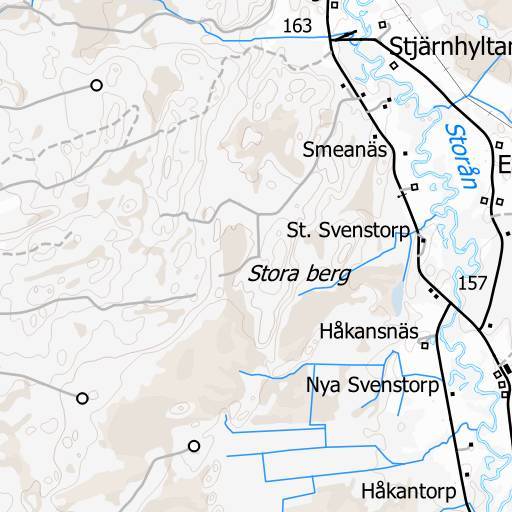 163
Stjärnhyltan
Storån
Smeanäs
E
St. Svenstorp
Stora berg
157
Håkansnäs
Nya Svenstorp
Håkantorp